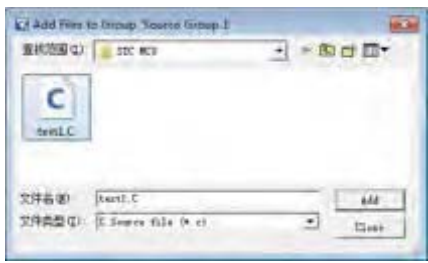 Add Files to Group 'Source Group 1'
查找范围(I): STC MCU
test1.C
文件名(N): test1.C Add
文件类型(T): C Source file (*.c) Close